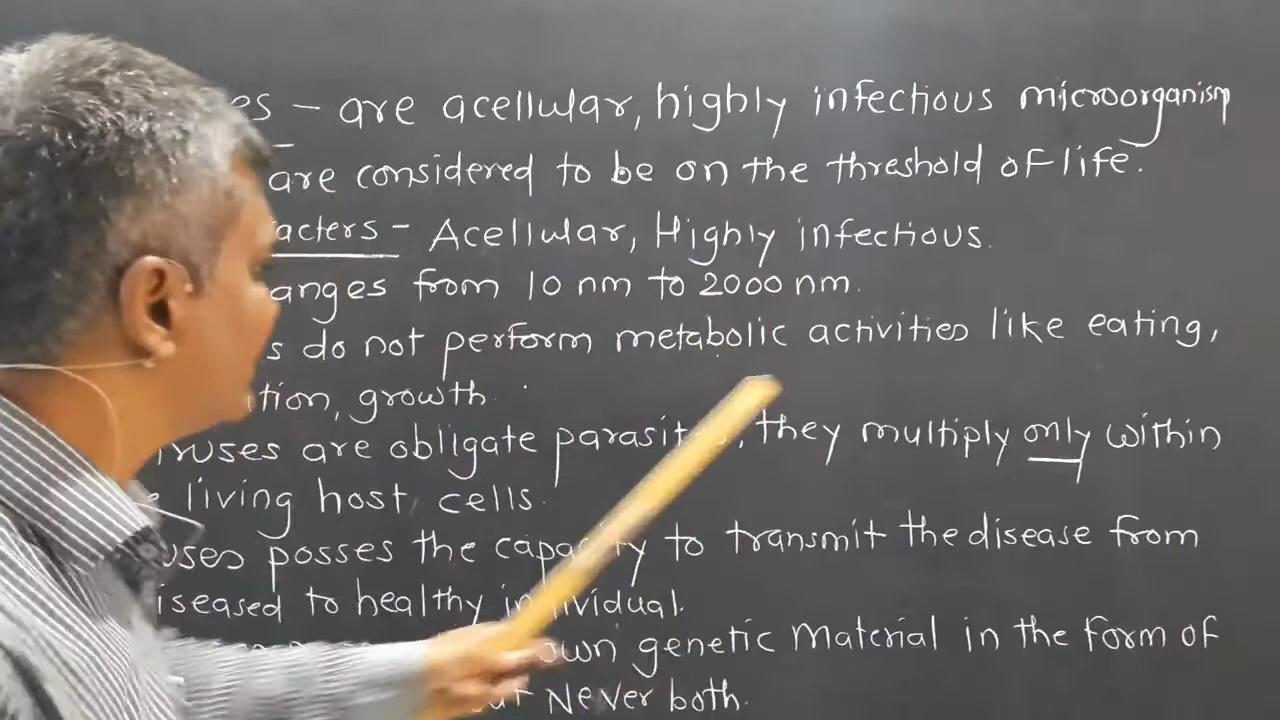 es – are acellular, highly infectious microorganism
are considered to be on the threshold of life.
acters – Acellular, Highly infectious.
anges from 10 nm to 2000 nm.
s do not perform metabolic activities like eating,
tion, growth
ruses are obligate they multiply only within
living host cells.
uses posses the to transmit the disease from
iseased to healthy
own genetic Material in the form of
Never both.